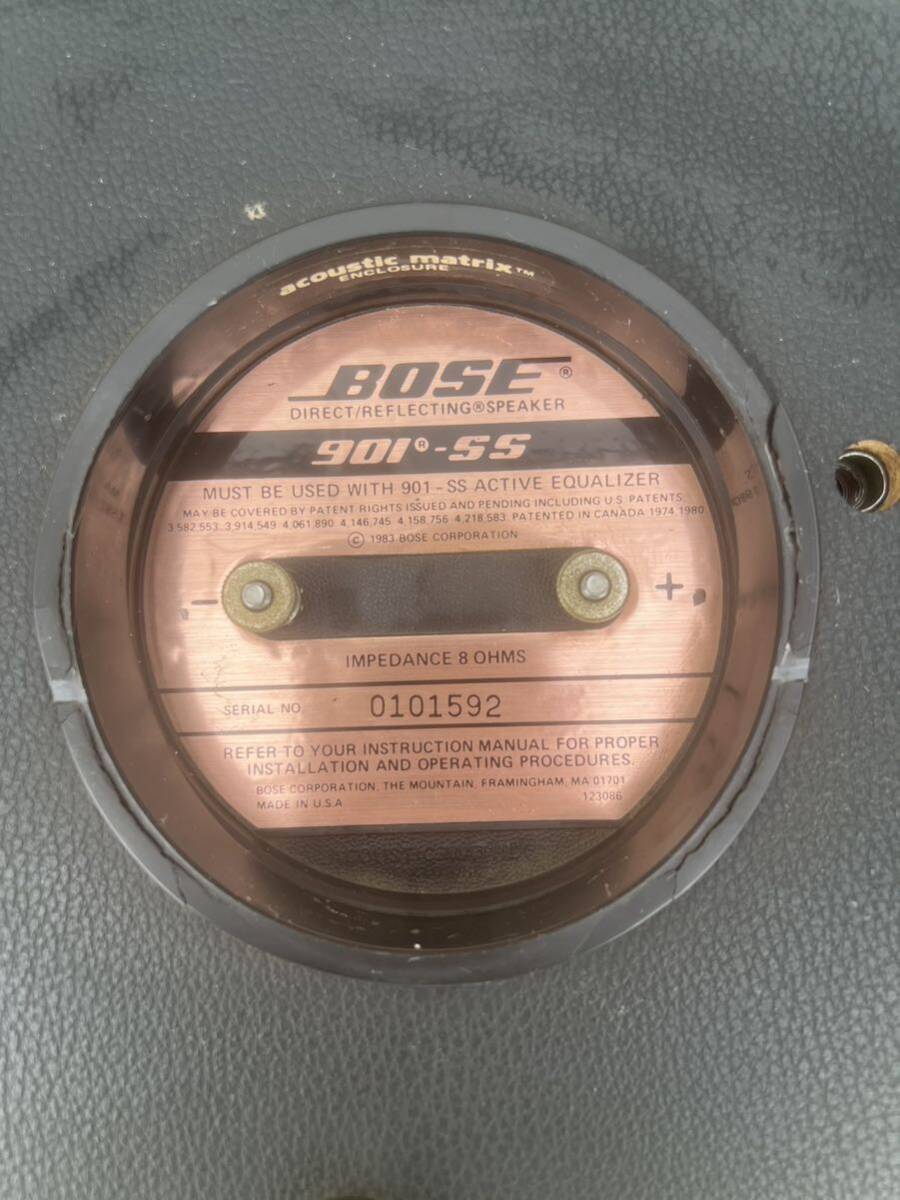 acoustic matrix™
ENCLOSURE
BOSE®
DIRECT/REFLECTING® SPEAKER
901®-SS
MUST BE USED WITH 901-SS ACTIVE EQUALIZER
MAY BE COVERED BY PATENT RIGHTS ISSUED AND PENDING INCLUDING U.S. PATENTS
3,582,553 3,914,549 4,061,890 4,146,745 4,158,756 4,218,583 PATENTED IN CANADA 1974, 1980
© 1983 BOSE CORPORATION
− +
IMPEDANCE 8 OHMS
SERIAL NO. 0101592
REFER TO YOUR INSTRUCTION MANUAL FOR PROPER
INSTALLATION AND OPERATING PROCEDURES.
BOSE CORPORATION, THE MOUNTAIN, FRAMINGHAM, MA 01701
MADE IN U.S.A 123086